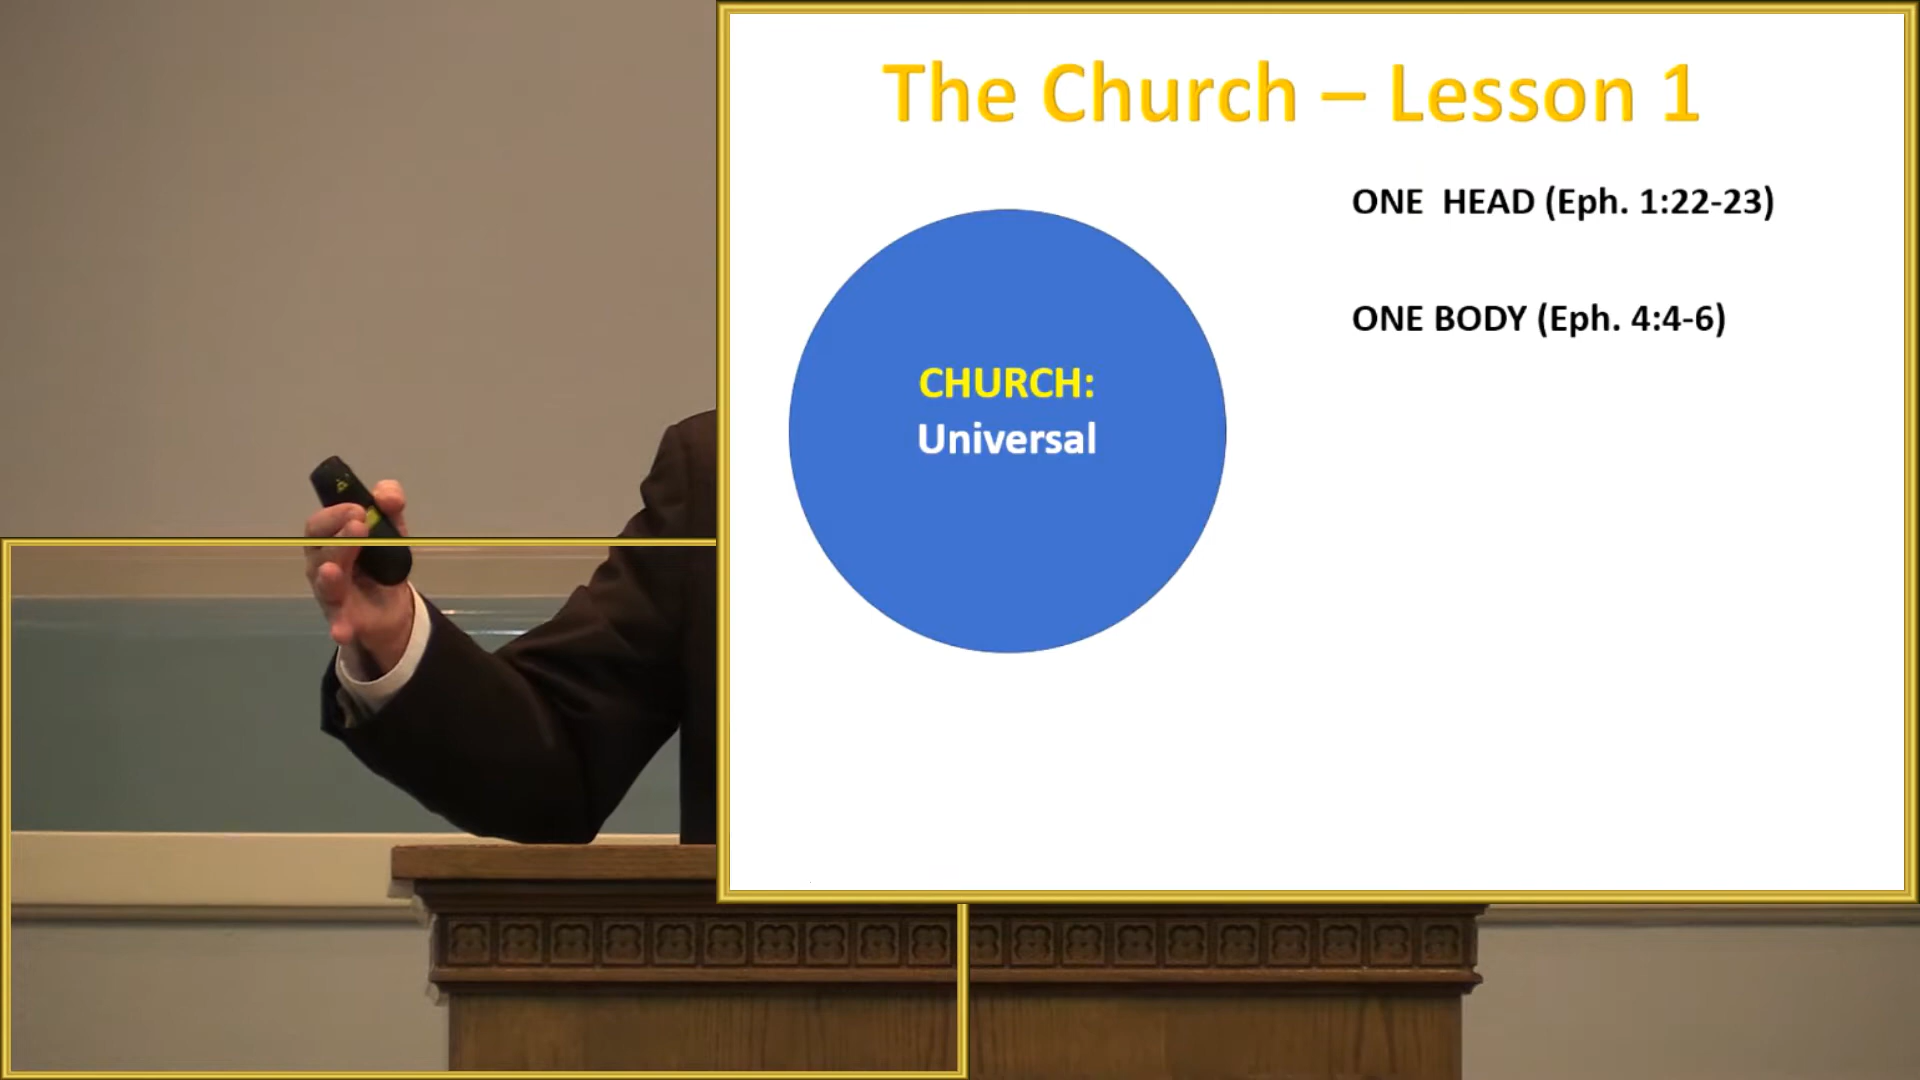 The Church – Lesson 1
ONE  HEAD (Eph. 1:22-23)
ONE BODY (Eph. 4:4-6)
CHURCH:
Universal